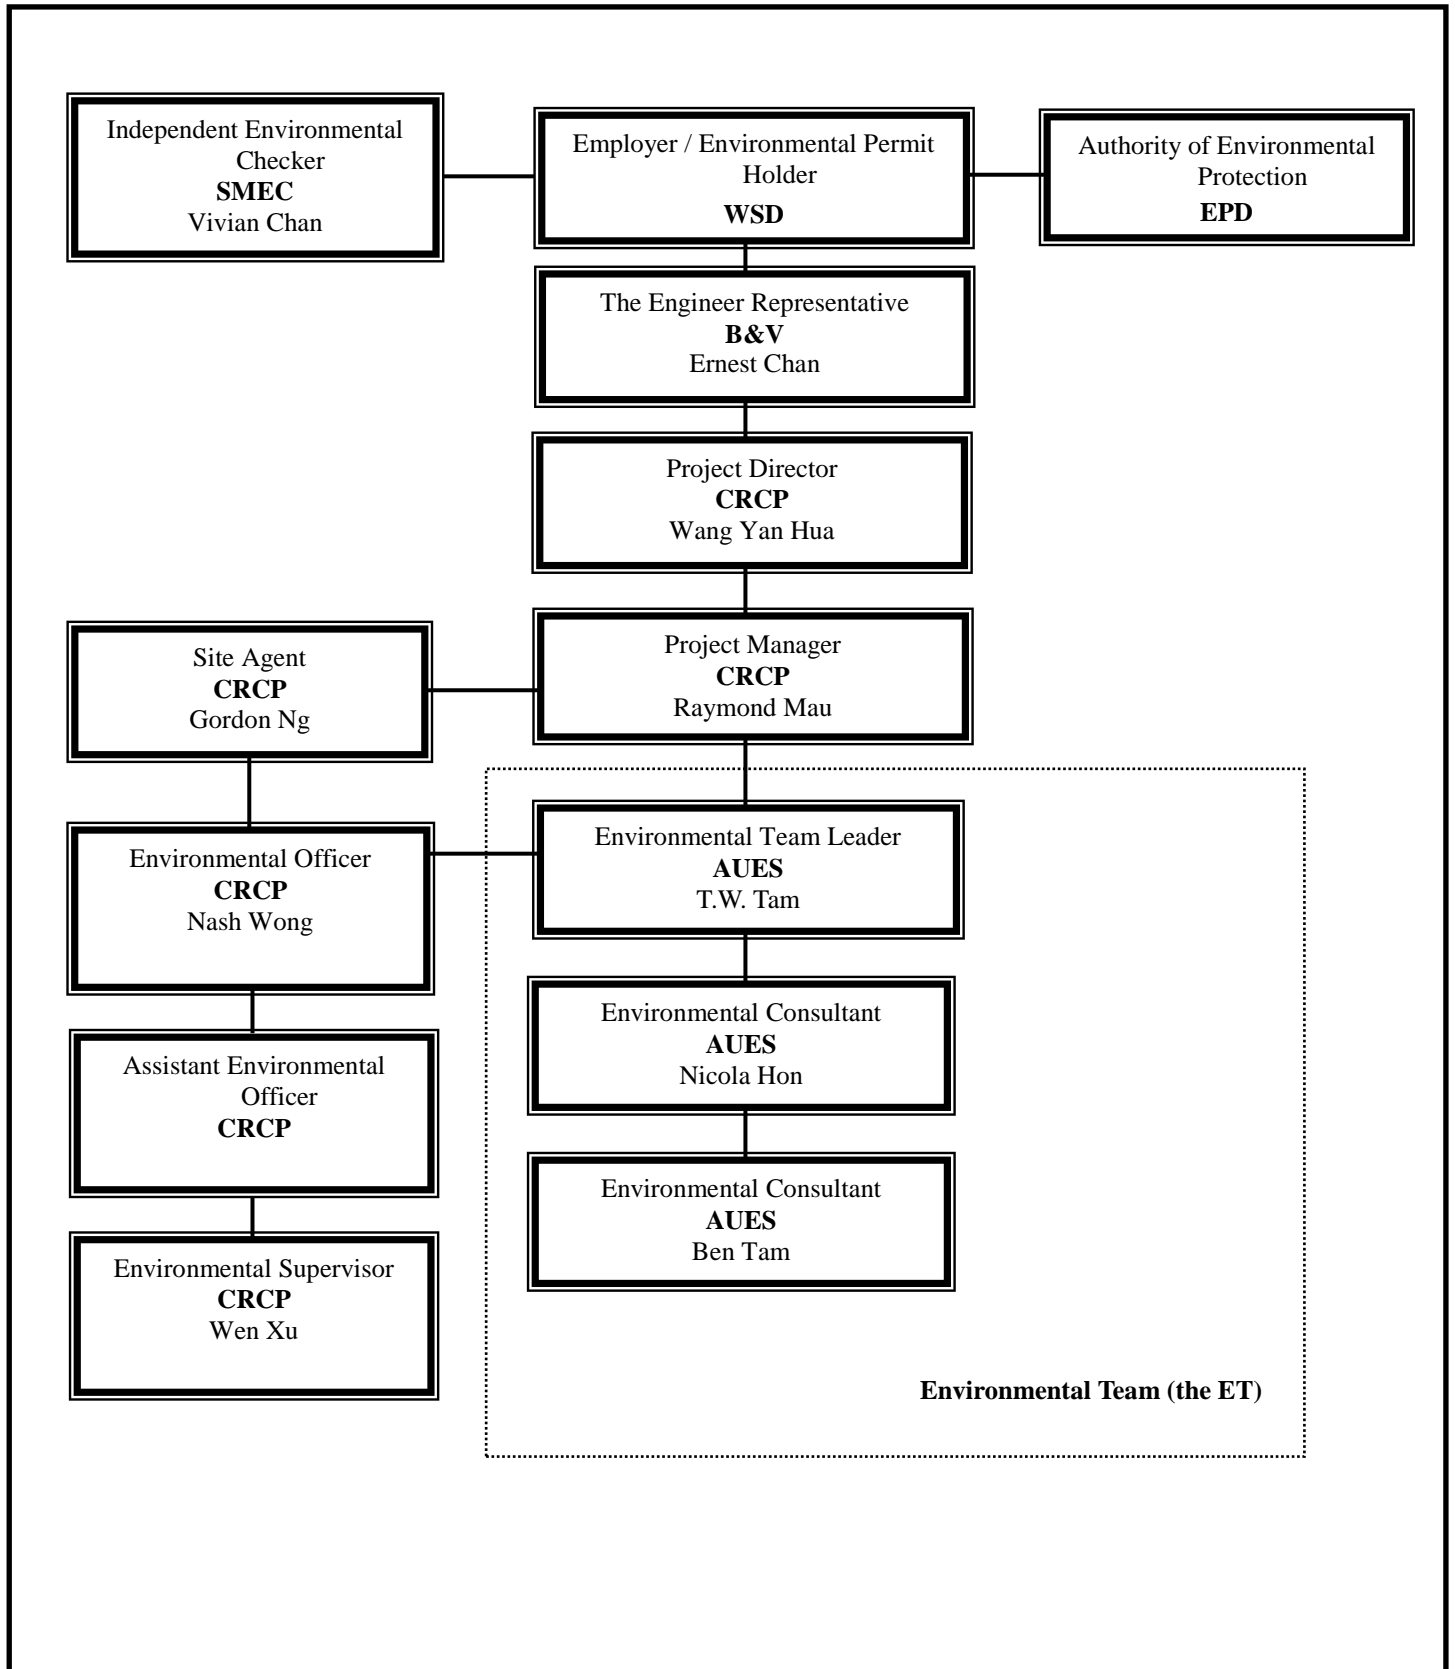 Independent Environmental
Checker
SMEC
Vivian Chan
Employer / Environmental Permit
Holder
WSD
Authority of Environmental
Protection
EPD
The Engineer Representative
B&V
Ernest Chan
Project Director
CRCP
Wang Yan Hua
Site Agent
CRCP
Gordon Ng
Project Manager
CRCP
Raymond Mau
Environmental Officer
CRCP
Nash Wong
Environmental Team Leader
AUES
T.W. Tam
Assistant Environmental
Officer
CRCP
Environmental Consultant
AUES
Nicola Hon
Environmental Supervisor
CRCP
Wen Xu
Environmental Consultant
AUES
Ben Tam
Environmental Team (the ET)